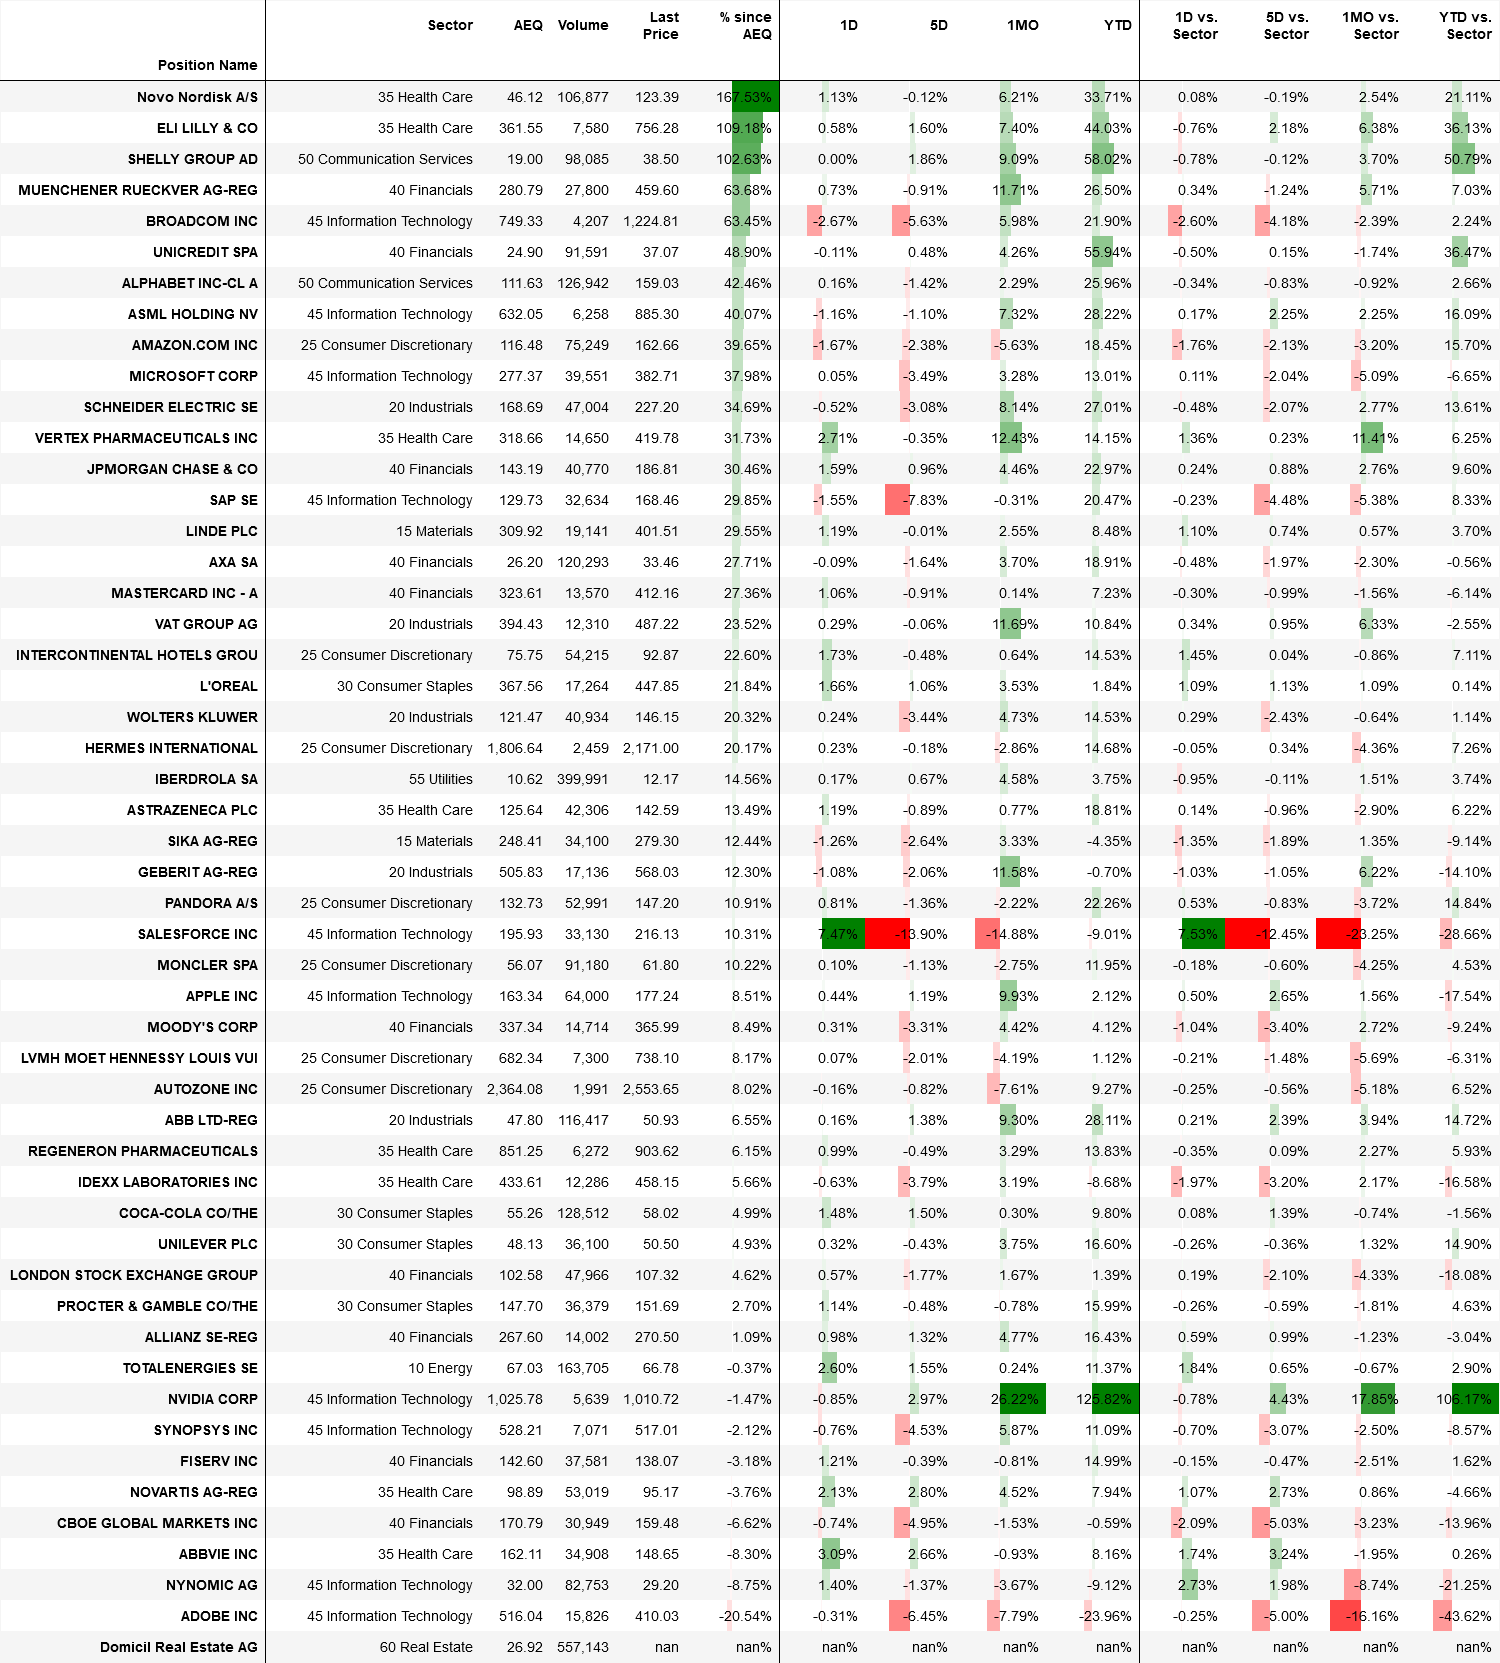 Position Name Sector AEQ Volume Last Price % since AEQ 1D 5D 1MO YTD 1D vs. Sector 5D vs. Sector 1MO vs. Sector YTD vs. Sector
Novo Nordisk A/S 35 Health Care 46.12 106,877 123.39 167.53% 1.13% -0.12% 6.21% 33.71% 0.08% -0.19% 2.54% 21.11%
ELI LILLY & CO 35 Health Care 361.55 7,580 756.28 109.18% 0.58% 1.60% 7.40% 44.03% -0.76% 2.18% 6.38% 36.13%
SHELLY GROUP AD 50 Communication Services 19.00 98,085 38.50 102.63% 0.00% 1.86% 9.09% 58.02% -0.78% -0.12% 3.70% 50.79%
MUENCHENER RUECKVER AG-REG 40 Financials 280.79 27,800 459.60 63.68% 0.73% -0.91% 11.71% 26.50% 0.34% -1.24% 5.71% 7.03%
BROADCOM INC 45 Information Technology 749.33 4,207 1,224.81 63.45% -2.67% -5.63% 5.98% 21.90% -2.60% -4.18% -2.39% 2.24%
UNICREDIT SPA 40 Financials 24.90 91,591 37.07 48.90% -0.11% 0.48% 4.26% 55.94% -0.50% 0.15% -1.74% 36.47%
ALPHABET INC-CL A 50 Communication Services 111.63 126,942 159.03 42.46% 0.16% -1.42% 2.29% 25.96% -0.34% -0.83% -0.92% 2.66%
ASML HOLDING NV 45 Information Technology 632.05 6,258 885.30 40.07% -1.16% -1.10% 7.32% 28.22% 0.17% 2.25% 2.25% 16.09%
AMAZON.COM INC 25 Consumer Discretionary 116.48 75,249 162.66 39.65% -1.67% -2.38% -5.63% 18.45% -1.76% -2.13% -3.20% 15.70%
MICROSOFT CORP 45 Information Technology 277.37 39,551 382.71 37.98% 0.05% -3.49% 3.28% 13.01% 0.11% -2.04% -5.09% -6.65%
SCHNEIDER ELECTRIC SE 20 Industrials 168.69 47,004 227.20 34.69% -0.52% -3.08% 8.14% 27.01% -0.48% -2.07% 2.77% 13.61%
VERTEX PHARMACEUTICALS INC 35 Health Care 318.66 14,650 419.78 31.73% 2.71% -0.35% 12.43% 14.15% 1.36% 0.23% 11.41% 6.25%
JPMORGAN CHASE & CO 40 Financials 143.19 40,770 186.81 30.46% 1.59% 0.96% 4.46% 22.97% 0.24% 0.88% 2.76% 9.60%
SAP SE 45 Information Technology 129.73 32,634 168.46 29.85% -1.55% -7.83% -0.31% 20.47% -0.23% -4.48% -5.38% 8.33%
LINDE PLC 15 Materials 309.92 19,141 401.51 29.55% 1.19% -0.01% 2.55% 8.48% 1.10% 0.74% 0.57% 3.70%
AXA SA 40 Financials 26.20 120,293 33.46 27.71% -0.09% -1.64% 3.70% 18.91% -0.48% -1.97% -2.30% -0.56%
MASTERCARD INC - A 40 Financials 323.61 13,570 412.16 27.36% 1.06% -0.91% 0.14% 7.23% -0.30% -0.99% -1.56% -6.14%
VAT GROUP AG 20 Industrials 394.43 12,310 487.22 23.52% 0.29% -0.06% 11.69% 10.84% 0.34% 0.95% 6.33% -2.55%
INTERCONTINENTAL HOTELS GROU 25 Consumer Discretionary 75.75 54,215 92.87 22.60% 1.73% -0.48% 0.64% 14.53% 1.45% 0.04% -0.86% 7.11%
L'OREAL 30 Consumer Staples 367.56 17,264 447.85 21.84% 1.66% 1.06% 3.53% 1.84% 1.09% 1.13% 1.09% 0.14%
WOLTERS KLUWER 20 Industrials 121.47 40,934 146.15 20.32% 0.24% -3.44% 4.73% 14.53% 0.29% -2.43% -0.64% 1.14%
HERMES INTERNATIONAL 25 Consumer Discretionary 1,806.64 2,459 2,171.00 20.17% 0.23% -0.18% -2.86% 14.68% -0.05% 0.34% -4.36% 7.26%
IBERDROLA SA 55 Utilities 10.62 399,991 12.17 14.56% 0.17% 0.67% 4.58% 3.75% -0.95% -0.11% 1.51% 3.74%
ASTRAZENECA PLC 35 Health Care 125.64 42,306 142.59 13.49% 1.19% -0.89% 0.77% 18.81% 0.14% -0.96% -2.90% 6.22%
SIKA AG-REG 15 Materials 248.41 34,100 279.30 12.44% -1.26% -2.64% 3.33% -4.35% -1.35% -1.89% 1.35% -9.14%
GEBERIT AG-REG 20 Industrials 505.83 17,136 568.03 12.30% -1.08% -2.06% 11.58% -0.70% -1.03% -1.05% 6.22% -14.10%
PANDORA A/S 25 Consumer Discretionary 132.73 52,991 147.20 10.91% 0.81% -1.36% -2.22% 22.26% 0.53% -0.83% -3.72% 14.84%
SALESFORCE INC 45 Information Technology 195.93 33,130 216.13 10.31% 7.47% -13.90% -14.88% -9.01% 7.53% -12.45% -23.25% -28.66%
MONCLER SPA 25 Consumer Discretionary 56.07 91,180 61.80 10.22% 0.10% -1.13% -2.75% 11.95% -0.18% -0.60% -4.25% 4.53%
APPLE INC 45 Information Technology 163.34 64,000 177.24 8.51% 0.44% 1.19% 9.93% 2.12% 0.50% 2.65% 1.56% -17.54%
MOODY'S CORP 40 Financials 337.34 14,714 365.99 8.49% 0.31% -3.31% 4.42% 4.12% -1.04% -3.40% 2.72% -9.24%
LVMH MOET HENNESSY LOUIS VUI 25 Consumer Discretionary 682.34 7,300 738.10 8.17% 0.07% -2.01% -4.19% 1.12% -0.21% -1.48% -5.69% -6.31%
AUTOZONE INC 25 Consumer Discretionary 2,364.08 1,991 2,553.65 8.02% -0.16% -0.82% -7.61% 9.27% -0.25% -0.56% -5.18% 6.52%
ABB LTD-REG 20 Industrials 47.80 116,417 50.93 6.55% 0.16% 1.38% 9.30% 28.11% 0.21% 2.39% 3.94% 14.72%
REGENERON PHARMACEUTICALS 35 Health Care 851.25 6,272 903.62 6.15% 0.99% -0.49% 3.29% 13.83% -0.35% 0.09% 2.27% 5.93%
IDEXX LABORATORIES INC 35 Health Care 433.61 12,286 458.15 5.66% -0.63% -3.79% 3.19% -8.68% -1.97% -3.20% 2.17% -16.58%
COCA-COLA CO/THE 30 Consumer Staples 55.26 128,512 58.02 4.99% 1.48% 1.50% 0.30% 9.80% 0.08% 1.39% -0.74% -1.56%
UNILEVER PLC 30 Consumer Staples 48.13 36,100 50.50 4.93% 0.32% -0.43% 3.75% 16.60% -0.26% -0.36% 1.32% 14.90%
LONDON STOCK EXCHANGE GROUP 40 Financials 102.58 47,966 107.32 4.62% 0.57% -1.77% 1.67% 1.39% 0.19% -2.10% -4.33% -18.08%
PROCTER & GAMBLE CO/THE 30 Consumer Staples 147.70 36,379 151.69 2.70% 1.14% -0.48% -0.78% 15.99% -0.26% -0.59% -1.81% 4.63%
ALLIANZ SE-REG 40 Financials 267.60 14,002 270.50 1.09% 0.98% 1.32% 4.77% 16.43% 0.59% 0.99% -1.23% -3.04%
TOTALENERGIES SE 10 Energy 67.03 163,705 66.78 -0.37% 2.60% 1.55% 0.24% 11.37% 1.84% 0.65% -0.67% 2.90%
NVIDIA CORP 45 Information Technology 1,025.78 5,639 1,010.72 -1.47% -0.85% 2.97% 26.22% 125.82% -0.78% 4.43% 17.85% 106.17%
SYNOPSYS INC 45 Information Technology 528.21 7,071 517.01 -2.12% -0.76% -4.53% 5.87% 11.09% -0.70% -3.07% -2.50% -8.57%
FISERV INC 40 Financials 142.60 37,581 138.07 -3.18% 1.21% -0.39% -0.81% 14.99% -0.15% -0.47% -2.51% 1.62%
NOVARTIS AG-REG 35 Health Care 98.89 53,019 95.17 -3.76% 2.13% 2.80% 4.52% 7.94% 1.07% 2.73% 0.86% -4.66%
CBOE GLOBAL MARKETS INC 40 Financials 170.79 30,949 159.48 -6.62% -0.74% -4.95% -1.53% -0.59% -2.09% -5.03% -3.23% -13.96%
ABBVIE INC 35 Health Care 162.11 34,908 148.65 -8.30% 3.09% 2.66% -0.93% 8.16% 1.74% 3.24% -1.95% 0.26%
NYNOMIC AG 45 Information Technology 32.00 82,753 29.20 -8.75% 1.40% -1.37% -3.67% -9.12% 2.73% 1.98% -8.74% -21.25%
ADOBE INC 45 Information Technology 516.04 15,826 410.03 -20.54% -0.31% -6.45% -7.79% -23.96% -0.25% -5.00% -16.16% -43.62%
Domicil Real Estate AG 60 Real Estate 26.92 557,143 nan nan% nan% nan% nan% nan% nan% nan% nan% nan%